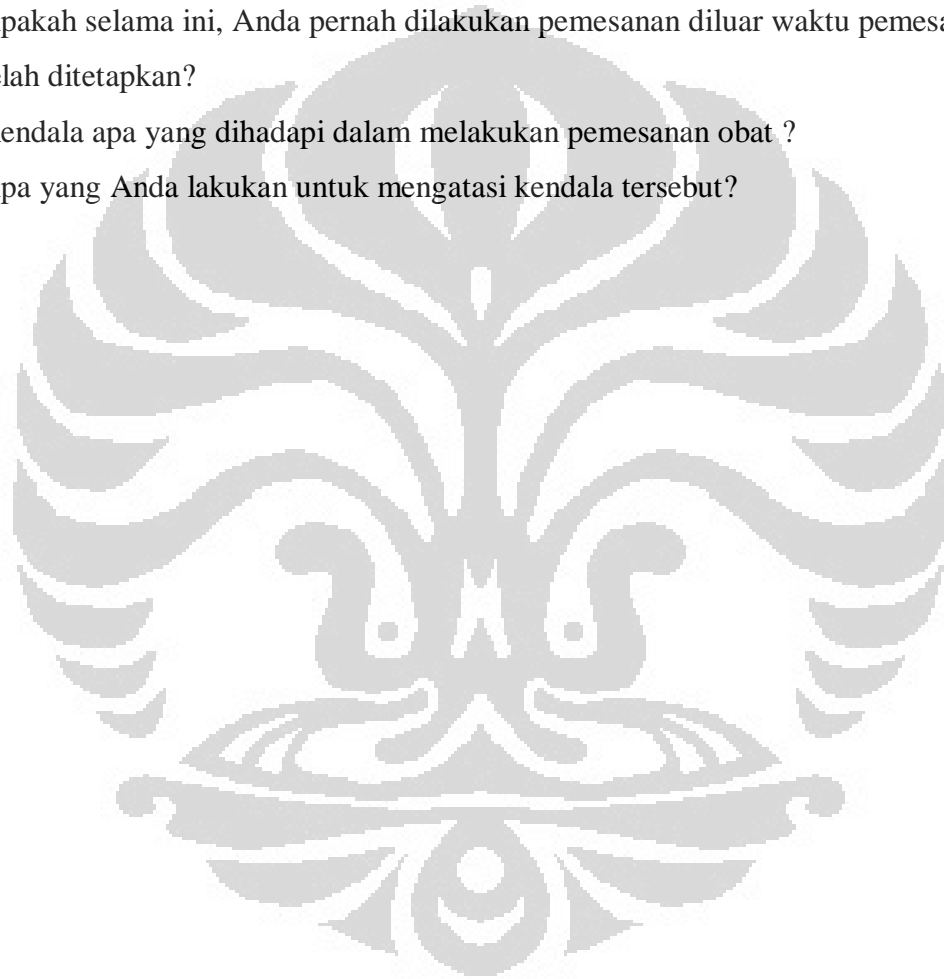 pakah selama ini, Anda pernah dilakukan pemesanan diluar waktu pemesa
elah ditetapkan?
endala apa yang dihadapi dalam melakukan pemesanan obat ?
pa yang Anda lakukan untuk mengatasi kendala tersebut?